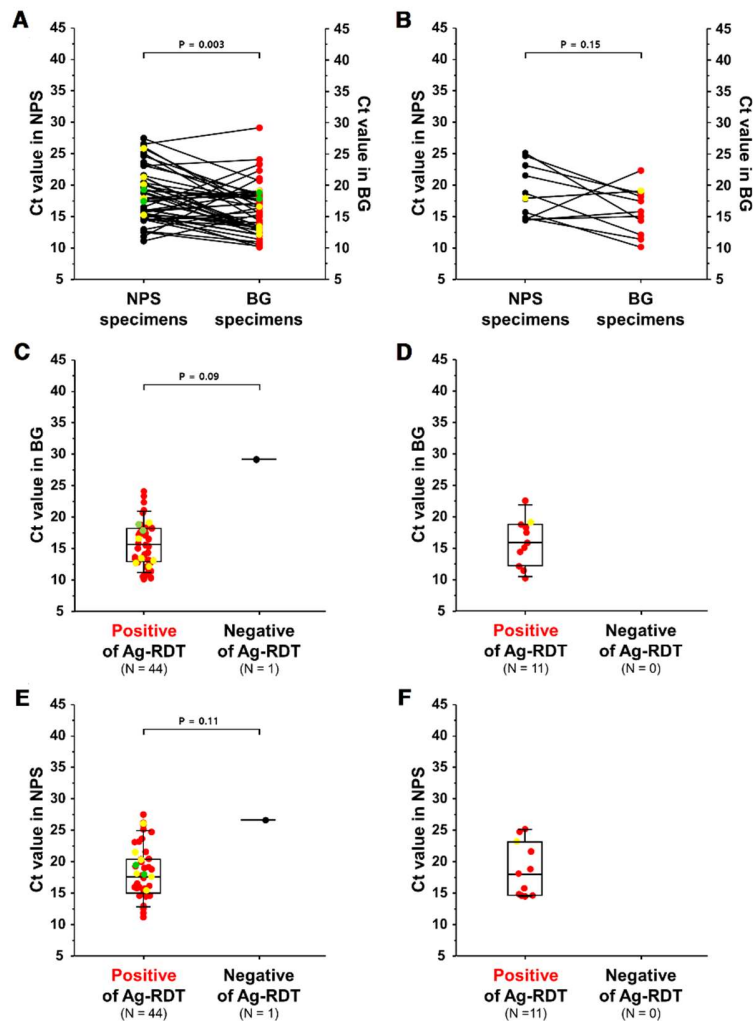 A
P = 0.003
Ct value in NPS
45
40
35
30
25
20
15
10
5
Ct value in BG
45
40
35
30
25
20
15
10
5
NPS specimens
BG specimens
B
P = 0.15
Ct value in NPS
45
40
35
30
25
20
15
10
5
Ct value in BG
45
40
35
30
25
20
15
10
5
NPS specimens
BG specimens
C
P = 0.09
Ct value in BG
45
40
35
30
25
20
15
10
5
Positive
of Ag-RDT
(N = 44)
Negative
of Ag-RDT
(N = 1)
D
Ct value in BG
45
40
35
30
25
20
15
10
5
Positive
of Ag-RDT
(N = 11)
Negative
of Ag-RDT
(N = 0)
E
P = 0.11
Ct value in NPS
45
40
35
30
25
20
15
10
5
Positive
of Ag-RDT
(N = 44)
Negative
of Ag-RDT
(N = 1)
F
Ct value in NPS
45
40
35
30
25
20
15
10
5
Positive
of Ag-RDT
(N =11)
Negative
of Ag-RDT
(N = 0)